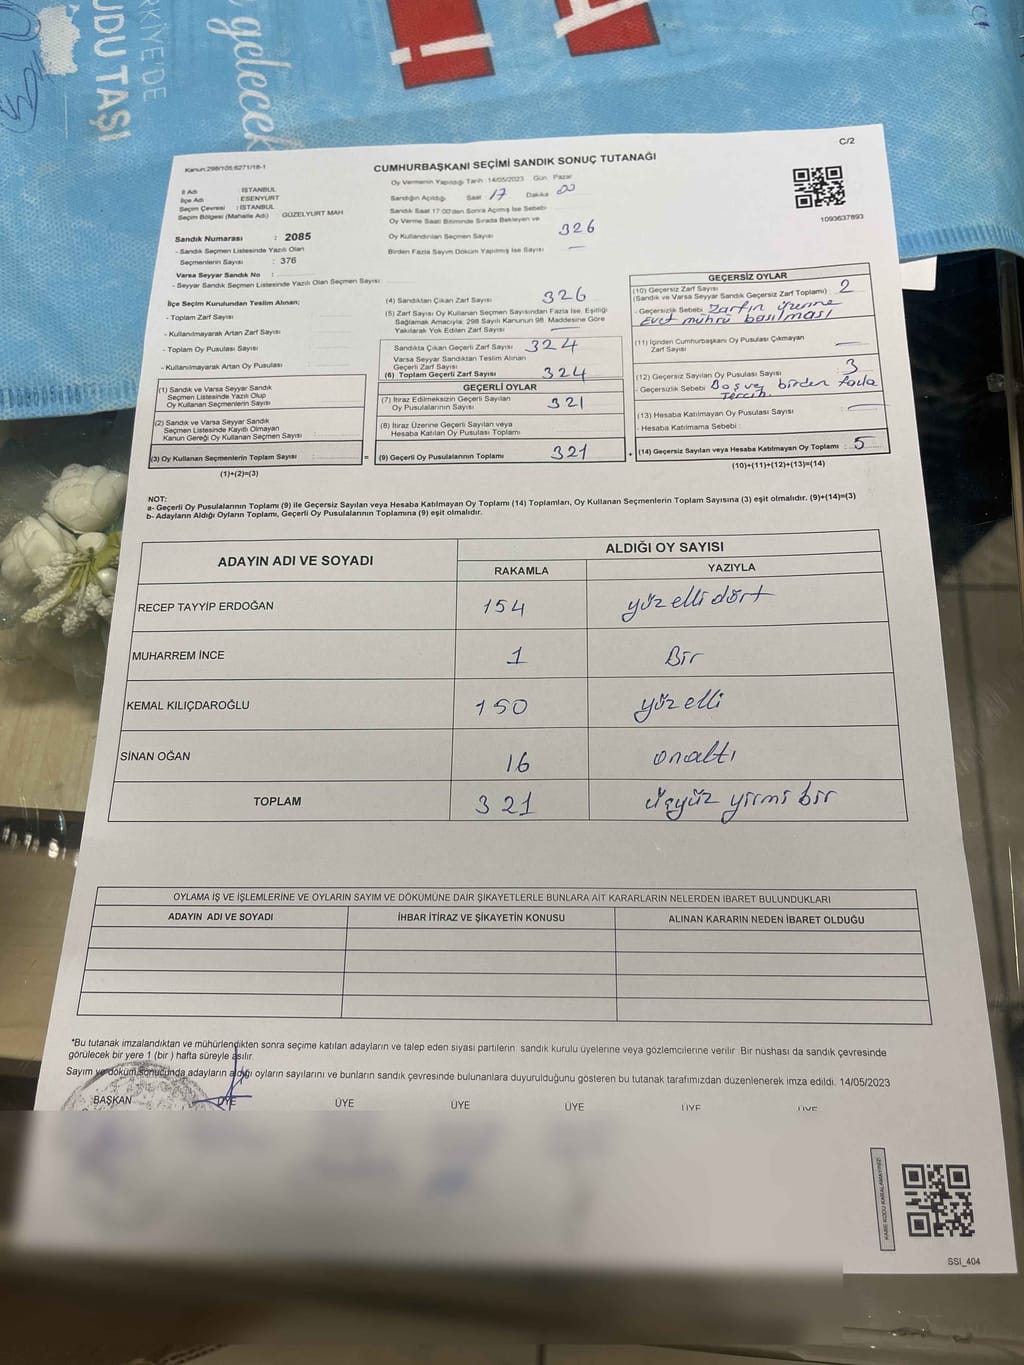 RKİYE'DE
UDU TAŞI
gelecek
C/2
Kanun:298/105;6271/18-1
CUMHURBAŞKANI SEÇİMİ SANDIK SONUÇ TUTANAĞI
Oy Vermenin Yapıldığı Tarih :14/05/2023 Gün: Pazar
İl Adı : İSTANBUL
İlçe Adı : ESENYURT
Seçim Çevresi : İSTANBUL
Seçim Bölgesi (Mahalle Adı) GÜZELYURT MAH
Sandığın Açıldığı Saat 17 Dakika 00
Sandık Saat 17:00'den Sonra Açılmış İse Sebebi
Oy Verme Saati Bitiminde Sırada Bekleyen ve
Oy Kullandırılan Seçmen Sayısı 326
Birden Fazla Sayım Döküm Yapılmış İse Sayısı —
1093637893
Sandık Numarası : 2085
- Sandık Seçmen Listesinde Yazılı Olan
Seçmenlerin Sayısı : 376
Varsa Seyyar Sandık No :
- Seyyar Sandık Seçmen Listesinde Yazılı Olan Seçmen Sayısı:
İlçe Seçim Kurulundan Teslim Alınan;
- Toplam Zarf Sayısı :
- Kullanılmayarak Artan Zarf Sayısı :
- Toplam Oy Pusulası Sayısı :
- Kullanılmayarak Artan Oy Pusulası :
(1) Sandık ve Varsa Seyyar Sandık
Seçmen Listesinde Yazılı Olup
Oy Kullanan Seçmenlerin Sayısı :
(2) Sandık ve Varsa Seyyar Sandık
Seçmen Listesinde Kayıtlı Olmayan
Kanun Gereği Oy Kullanan Seçmen Sayısı :
(3) Oy Kullanan Seçmenlerin Toplam Sayısı : =
(1)+(2)=(3)
(4) Sandıktan Çıkan Zarf Sayısı 326
(5) Zarf Sayısı Oy Kullanan Seçmen Sayısından Fazla İse, Eşitliği
Sağlamak Amacıyla; 298 Sayılı Kanunun 98. Maddesine Göre
Yakılarak Yok Edilen Zarf Sayısı —
Sandıkta Çıkan Geçerli Zarf Sayısı 324
Varsa Seyyar Sandıktan Teslim Alınan
Geçerli Zarf Sayısı
(6) Toplam Geçerli Zarf Sayısı 324
GEÇERLİ OYLAR
(7) İtiraz Edilmeksizin Geçerli Sayılan
Oy Pusulalarının Sayısı 321
(8) İtiraz Üzerine Geçerli Sayılan veya
Hesaba Katılan Oy Pusulası Toplamı
(9) Geçerli Oy Pusulalarının Toplamı 321 +
GEÇERSİZ OYLAR
(10) Geçersiz Zarf Sayısı
(Sandık ve Varsa Seyyar Sandık Geçersiz Zarf Toplamı) : 2
- Geçersizlik Sebebi : Zarfın üzerine
Evet mührü basılması
(11) İçinden Cumhurbaşkanı Oy Pusulası Çıkmayan
Zarf Sayısı : —
(12) Geçersiz Sayılan Oy Pusulası Sayısı : 3
- Geçersizlik Sebebi : Boş ve birden fazla
Tercih
(13) Hesaba Katılmayan Oy Pusulası Sayısı : —
- Hesaba Katılmama Sebebi :
(14) Geçersiz Sayılan veya Hesaba Katılmayan Oy Toplamı : 5
(10)+(11)+(12)+(13)=(14)
NOT:
a- Geçerli Oy Pusulalarının Toplamı (9) ile Geçersiz Sayılan veya Hesaba Katılmayan Oy Toplamı (14) Toplamları, Oy Kullanan Seçmenlerin Toplam Sayısına (3) eşit olmalıdır. (9)+(14)=(3)
b- Adayların Aldığı Oyların Toplamı, Geçerli Oy Pusulalarının Toplamına (9) eşit olmalıdır.
ADAYIN ADI VE SOYADI
ALDIĞI OY SAYISI
RAKAMLA YAZIYLA
RECEP TAYYİP ERDOĞAN 154 yüz elli dört
MUHARREM İNCE 1 Bir
KEMAL KILIÇDAROĞLU 150 yüz elli
SİNAN OĞAN 16 onaltı
TOPLAM 321 üçyüz yirmi bir
OYLAMA İŞ VE İŞLEMLERİNE VE OYLARIN SAYIM VE DÖKÜMÜNE DAİR ŞİKAYETLERLE BUNLARA AİT KARARLARIN NELERDEN İBARET BULUNDUKLARI
ADAYIN ADI VE SOYADI İHBAR İTİRAZ VE ŞİKAYETİN KONUSU ALINAN KARARIN NEDEN İBARET OLDUĞU
*Bu tutanak imzalandıktan ve mühürlendikten sonra seçime katılan adayların ve talep eden siyasi partilerin sandık kurulu üyelerine veya gözlemcilerine verilir. Bir nushası da sandık çevresinde
görülecek bir yere 1 (bir ) hafta süreyle asılır.
Sayım ve döküm sonucunda adayların aldığı oyların sayılarını ve bunların sandık çevresinde bulunanlara duyurulduğunu gösteren bu tutanak tarafımızdan düzenlenerek imza edildi. 14/05/2023
BAŞKAN ÜYE ÜYE ÜYE ÜYE ÜYE ÜYE
KARE KODU KARALAMAYINIZ!
SSI_404